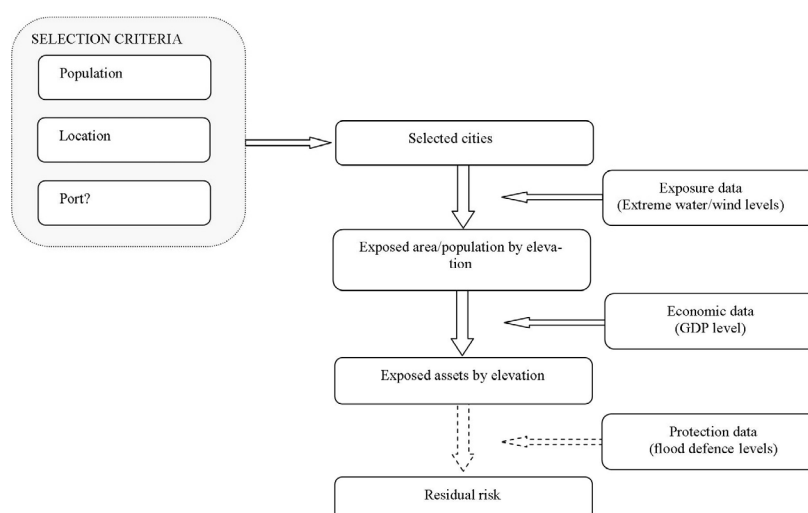 SELECTION CRITERIA
Population
Location
Port?
Selected cities
Exposure data
(Extreme water/wind levels)
Exposed area/population by eleva-
tion
Economic data
(GDP level)
Exposed assets by elevation
Protection data
(flood defence levels)
Residual risk